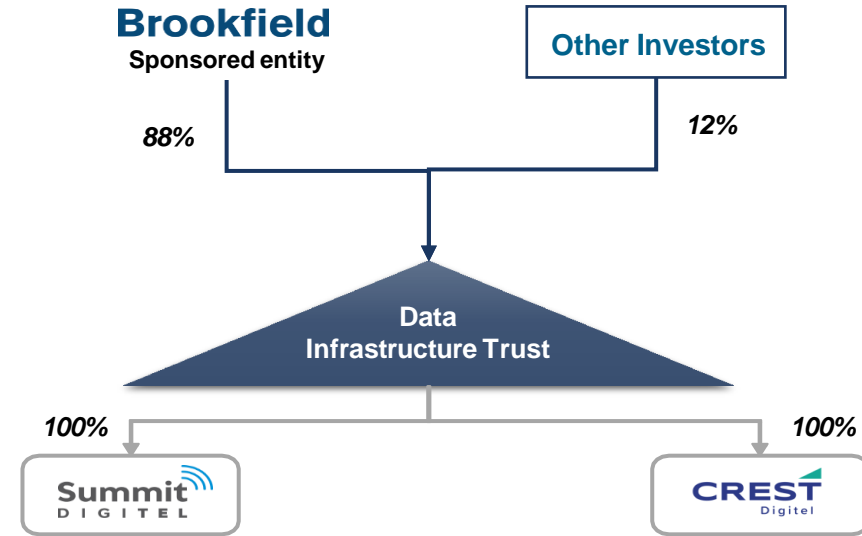 Brookfield
Sponsored entity
Other Investors
88%
12%
Data
Infrastructure Trust
100%
100%
Summit
DIGITEL
CREST
Digitel